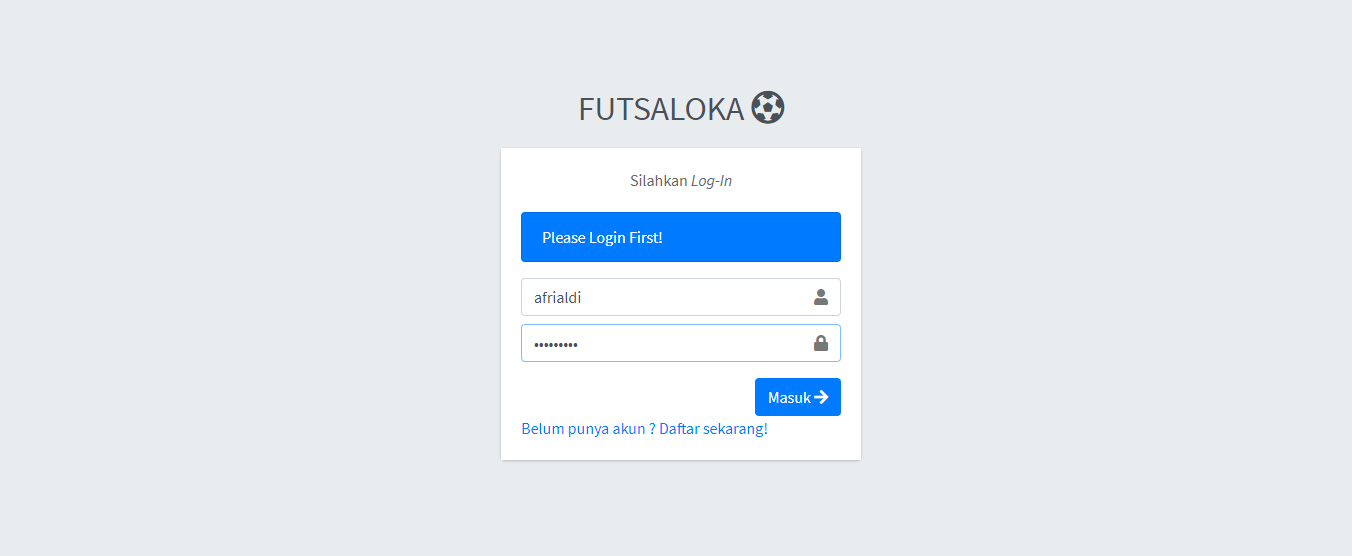 FUTSALOKA
Silahkan Log-In
Please Login First!
afrialdi
•••••••••
Masuk
Belum punya akun ? Daftar sekarang!